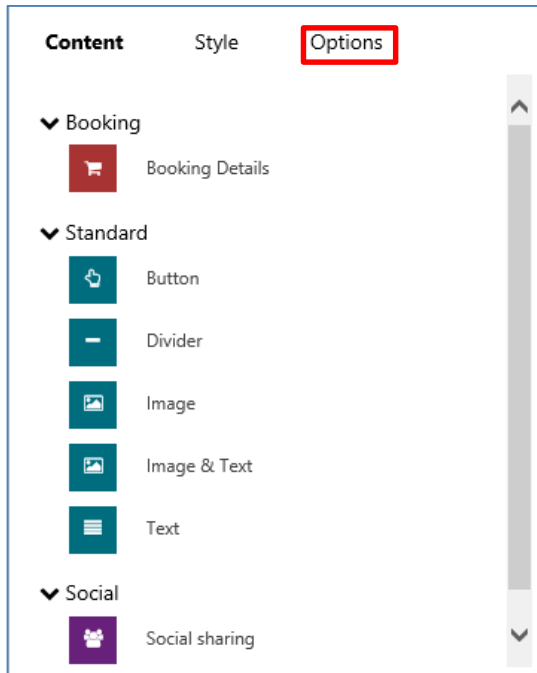 Content Style Options
Booking
Booking Details
Standard
Button
Divider
Image
Image & Text
Text
Social
Social sharing